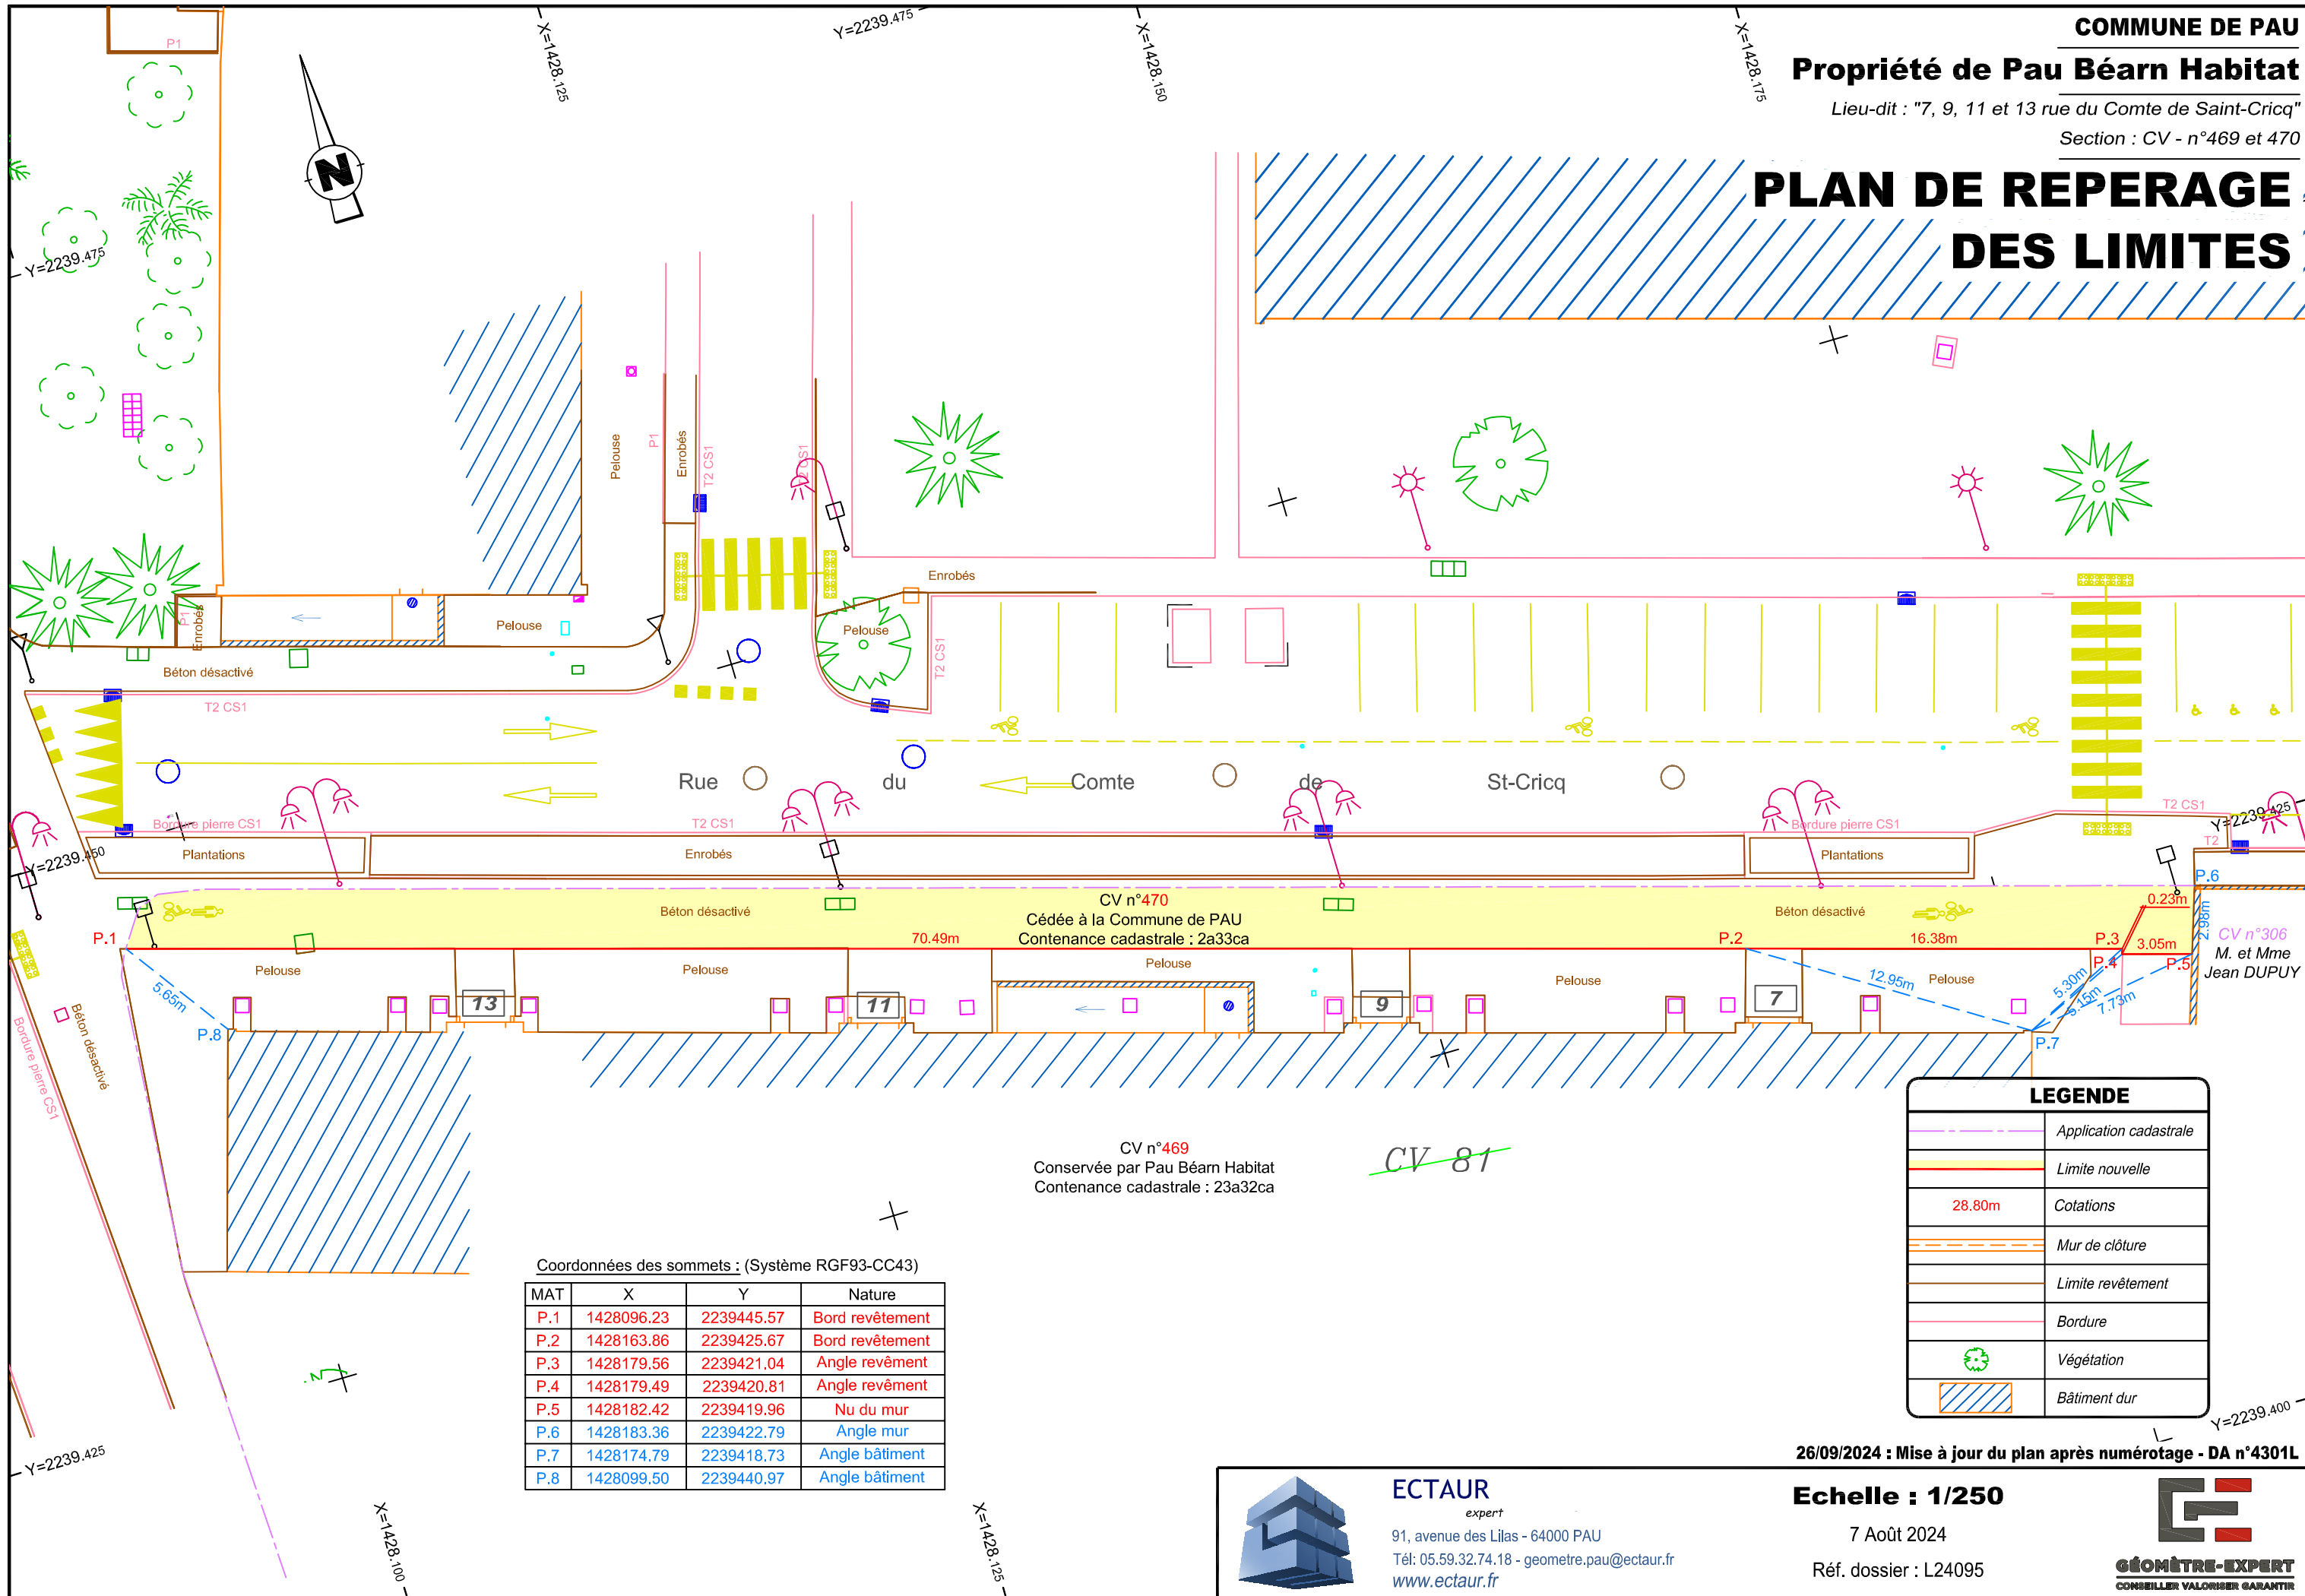 COMMUNE DE PAU
Propriété de Pau Béarn Habitat
Lieu-dit : "7, 9, 11 et 13 rue du Comte de Saint-Cricq"
Section : CV - n°469 et 470
PLAN DE REPERAGE
DES LIMITES
X=1428.125
Y=2239.475
X=1428.150
X=1428.175
P1
N
Y=2239.475
Pelouse
P1
Enrobés
T2 CS1
T2 CS1
Enrobés
P1
Enrobés
Pelouse
Pelouse
T2 CS1
Béton désactivé
T2 CS1
Rue du Comte de St-Cricq
Bordure pierre CS1
T2 CS1
Bordure pierre CS1
T2 CS1
Y=2239.425
T2
Y=2239.450
Plantations
Enrobés
Plantations
P.6
CV n°470
Cédée à la Commune de PAU
Contenance cadastrale : 2a33ca
Béton désactivé
Béton désactivé
0.23m
2.98m
P.1
70.49m
P.2
16.38m
P.3
3.05m
P.4
P.5
CV n°306
M. et Mme
Jean DUPUY
Pelouse
Pelouse
Pelouse
Pelouse
Pelouse
5.65m
12.95m
5.30m
5.15m
7.73m
13
11
9
7
P.8
P.7
Béton désactivé
Bordure pierre CS1
CV n°469
Conservée par Pau Béarn Habitat
Contenance cadastrale : 23a32ca
CV 81
LEGENDE
Application cadastrale
Limite nouvelle
28.80m Cotations
Mur de clôture
Limite revêtement
Bordure
Végétation
Bâtiment dur
Coordonnées des sommets : (Système RGF93-CC43)
MAT X Y Nature
P.1 1428096.23 2239445.57 Bord revêtement
P.2 1428163.86 2239425.67 Bord revêtement
P.3 1428179.56 2239421.04 Angle revêment
P.4 1428179.49 2239420.81 Angle revêment
P.5 1428182.42 2239419.96 Nu du mur
P.6 1428183.36 2239422.79 Angle mur
P.7 1428174.79 2239418.73 Angle bâtiment
P.8 1428099.50 2239440.97 Angle bâtiment
Y=2239.425
X=1428.100
X=1428.125
Y=2239.400
26/09/2024 : Mise à jour du plan après numérotage - DA n°4301L
ECTAUR
expert
91, avenue des Lilas - 64000 PAU
Tél: 05.59.32.74.18 - geometre.pau@ectaur.fr
www.ectaur.fr
Echelle : 1/250
7 Août 2024
Réf. dossier : L24095
GÉOMÈTRE-EXPERT
CONSEILLER VALORISER GARANTIR